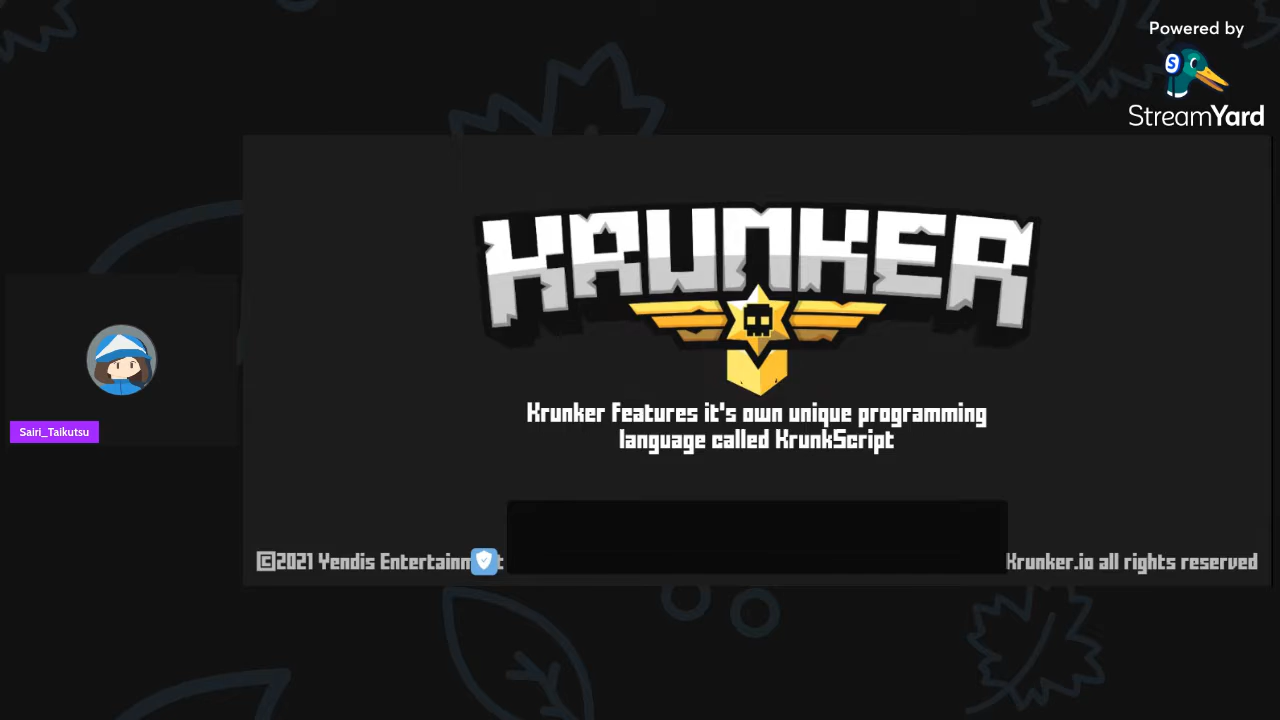 Powered by
StreamYard
KRUNKER
Krunker features it's own unique programming
language called KrunkScript
Sairi_Taikutsu
©2021 Yendis Entertainm t
Krunker.io all rights reserved